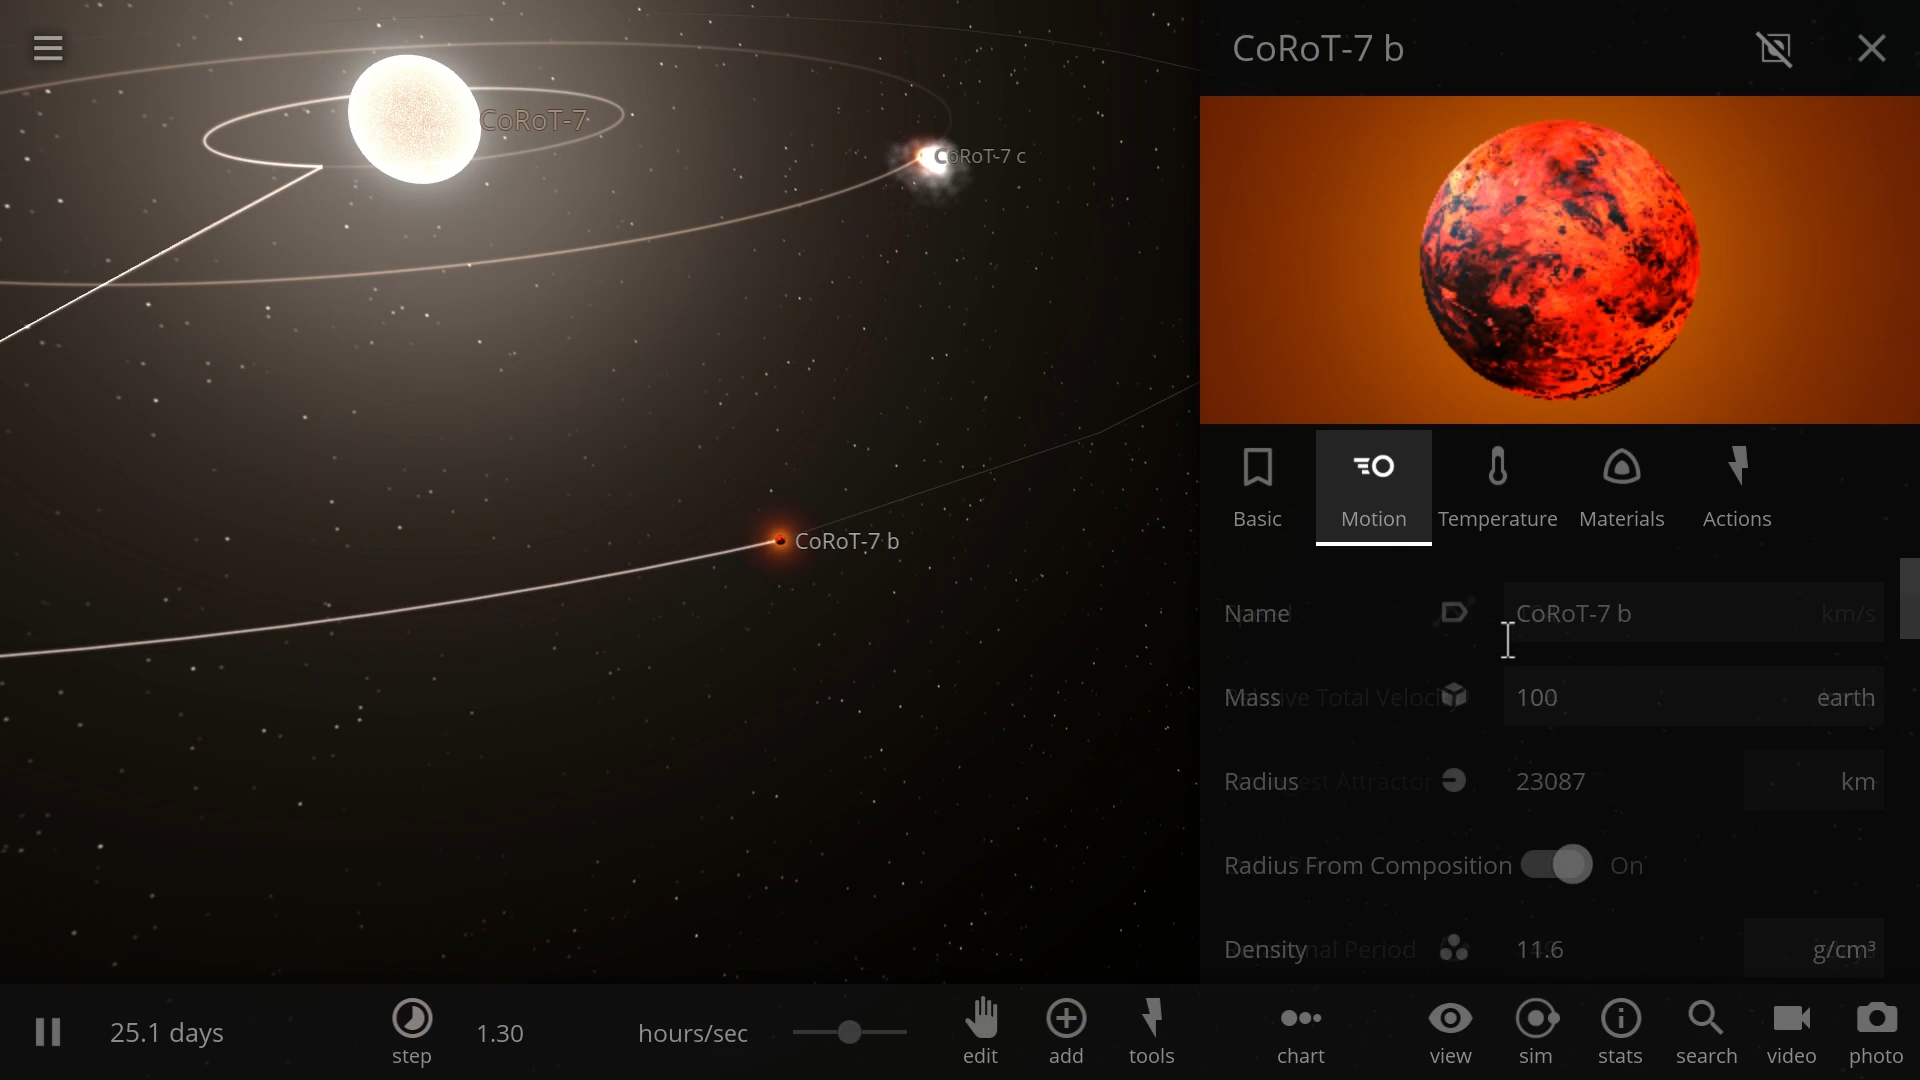 CoRoT-7 b
CoRoT-7
CoRoT-7 c
CoRoT-7 b
Basic
Motion
Temperature
Materials
Actions
Name CoRoT-7 b km/s
Mass 100 earth
Radius 23087 km
Radius From Composition On
Density 11.6 g/cm³
25.1 days
step
1.30
hours/sec
edit
add
tools
chart
view
sim
stats
search
video
photo